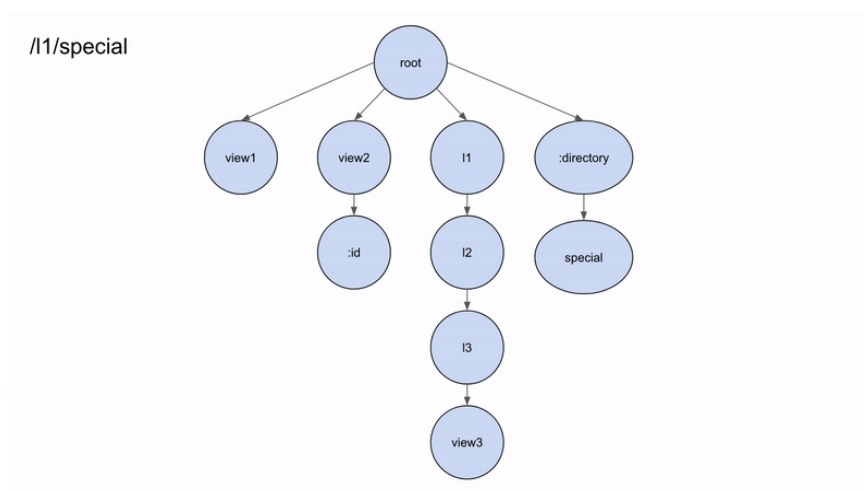 /l1/special
root
view1
view2
l1
:directory
:id
l2
special
l3
view3